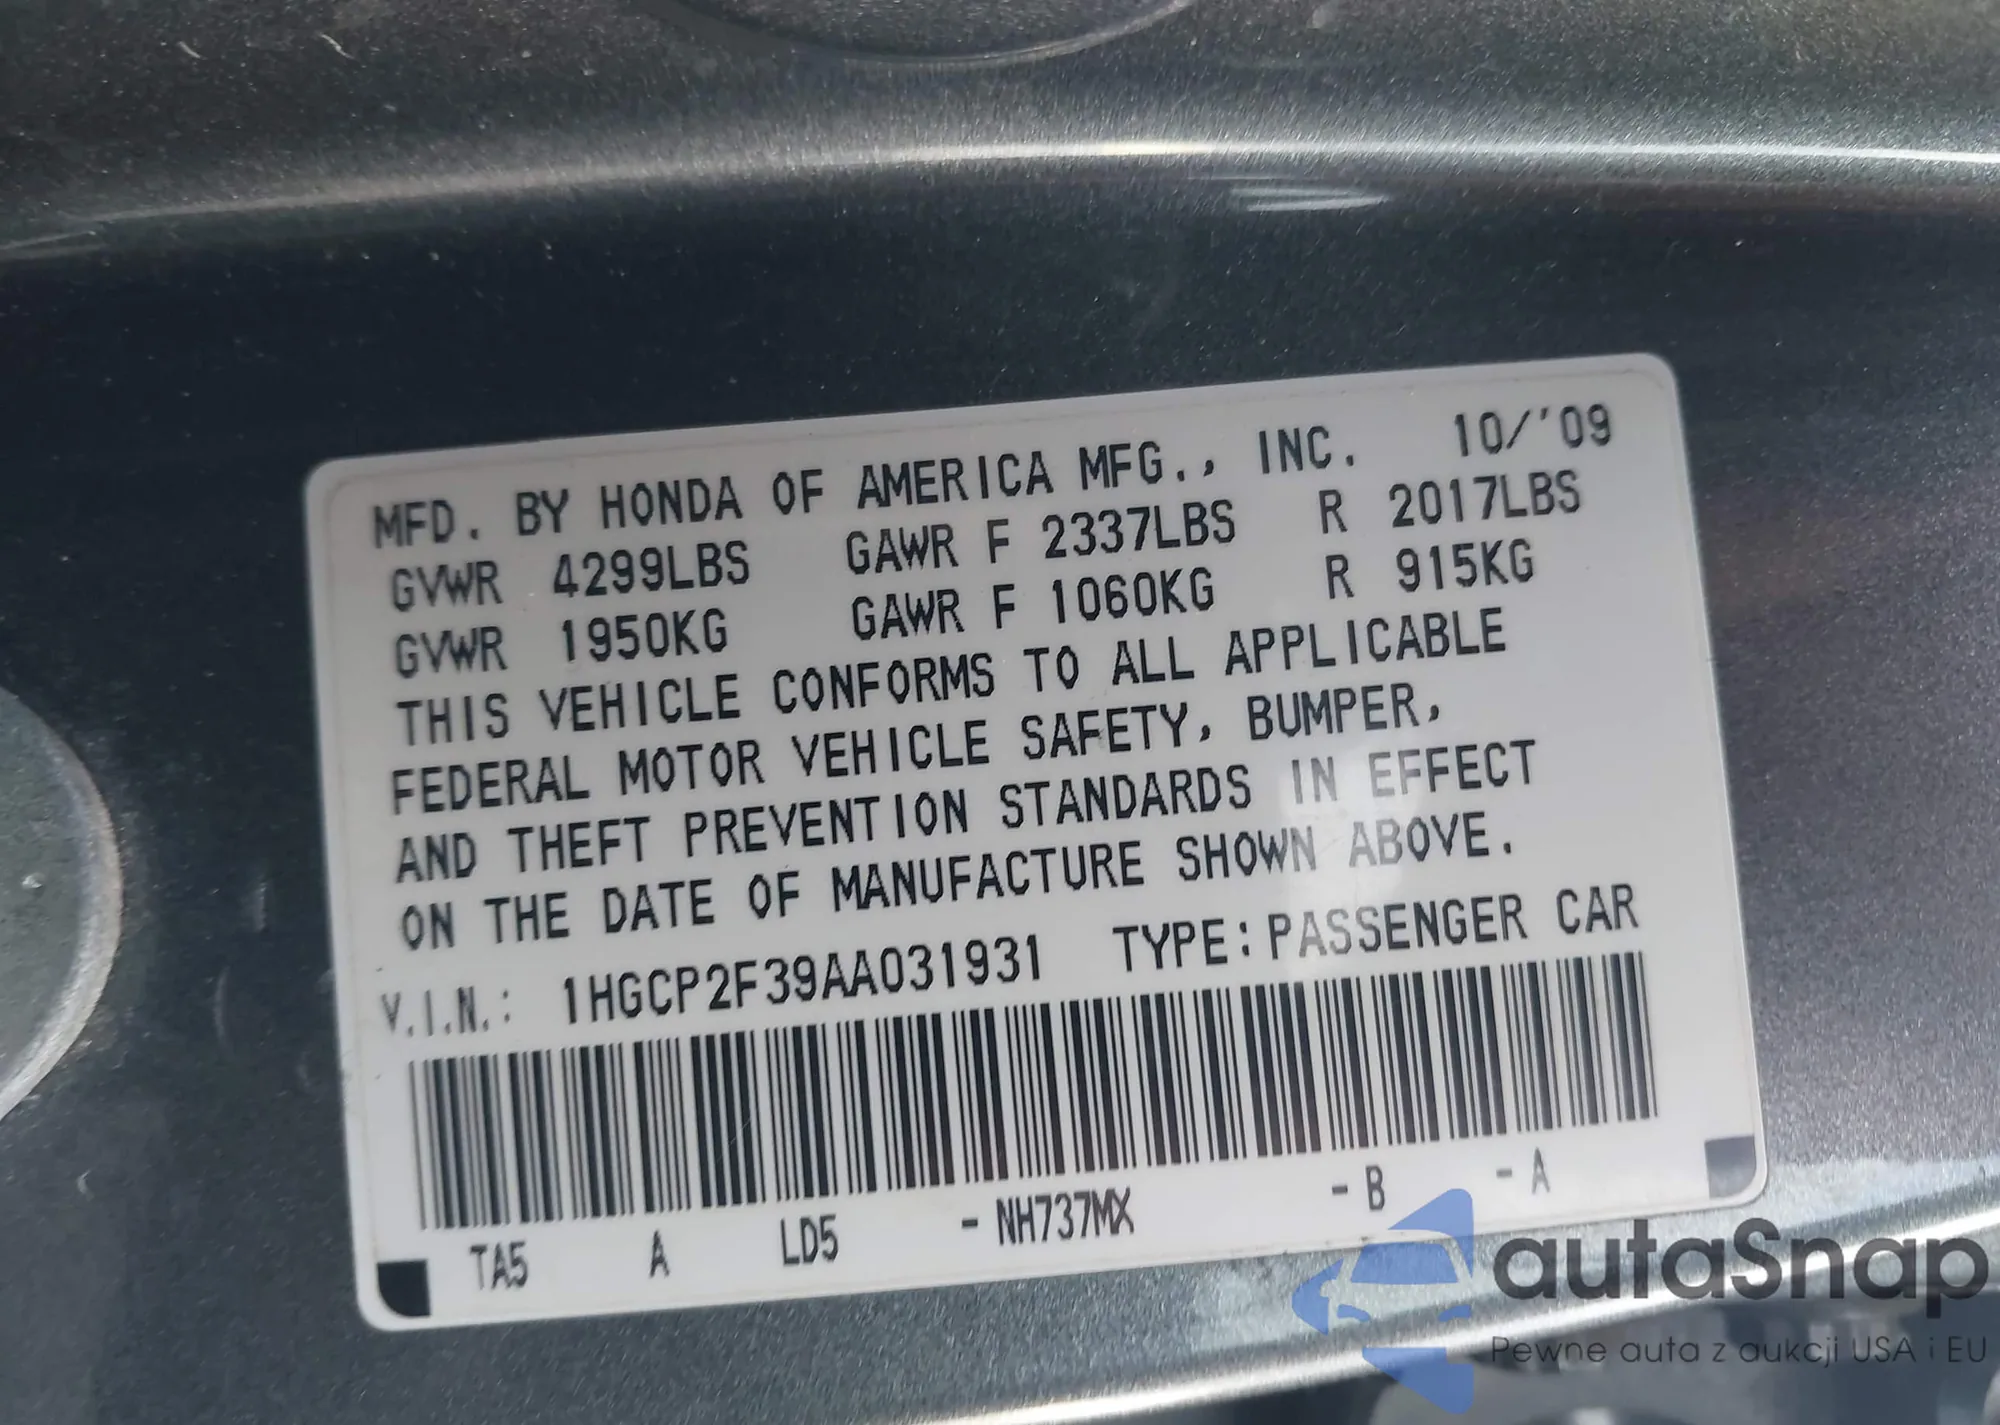 MFD. BY HONDA OF AMERICA MFG., INC. 10/'09
GVWR 4299LBS GAWR F 2337LBS R 2017LBS
GVWR 1950KG GAWR F 1060KG R 915KG
THIS VEHICLE CONFORMS TO ALL APPLICABLE
FEDERAL MOTOR VEHICLE SAFETY, BUMPER,
AND THEFT PREVENTION STANDARDS IN EFFECT
ON THE DATE OF MANUFACTURE SHOWN ABOVE.
V.I.N.: 1HGCP2F39AA031931 TYPE:PASSENGER CAR
TA5 A LD5 -NH737MX -B -A
autaSnap
Pewne auta z aukcji USA i EU